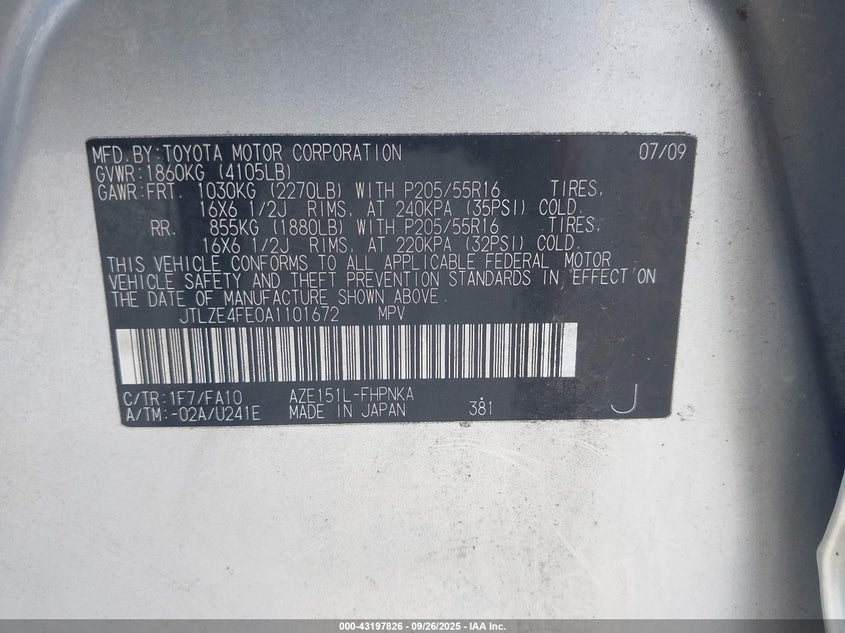 MFD.BY:TOYOTA MOTOR CORPORATION 07/09
GVWR:1860KG (4105LB)
GAWR:FRT. 1030KG (2270LB) WITH P205/55R16 TIRES,
16X6 1/2J RIMS, AT 240KPA (35PSI) COLD.
RR. 855KG (1880LB) WITH P205/55R16 TIRES,
16X6 1/2J RIMS, AT 220KPA (32PSI) COLD.
THIS VEHICLE CONFORMS TO ALL APPLICABLE FEDERAL MOTOR
VEHICLE SAFETY AND THEFT PREVENTION STANDARDS IN EFFECT ON
THE DATE OF MANUFACTURE SHOWN ABOVE.
JTLZE4FE0A1101672 MPV
C/TR:1F7/FA10 AZE151L-FHPNKA
A/TM:-02A/U241E MADE IN JAPAN 381 J
000-43197826 - 09/26/2025 - IAA Inc.